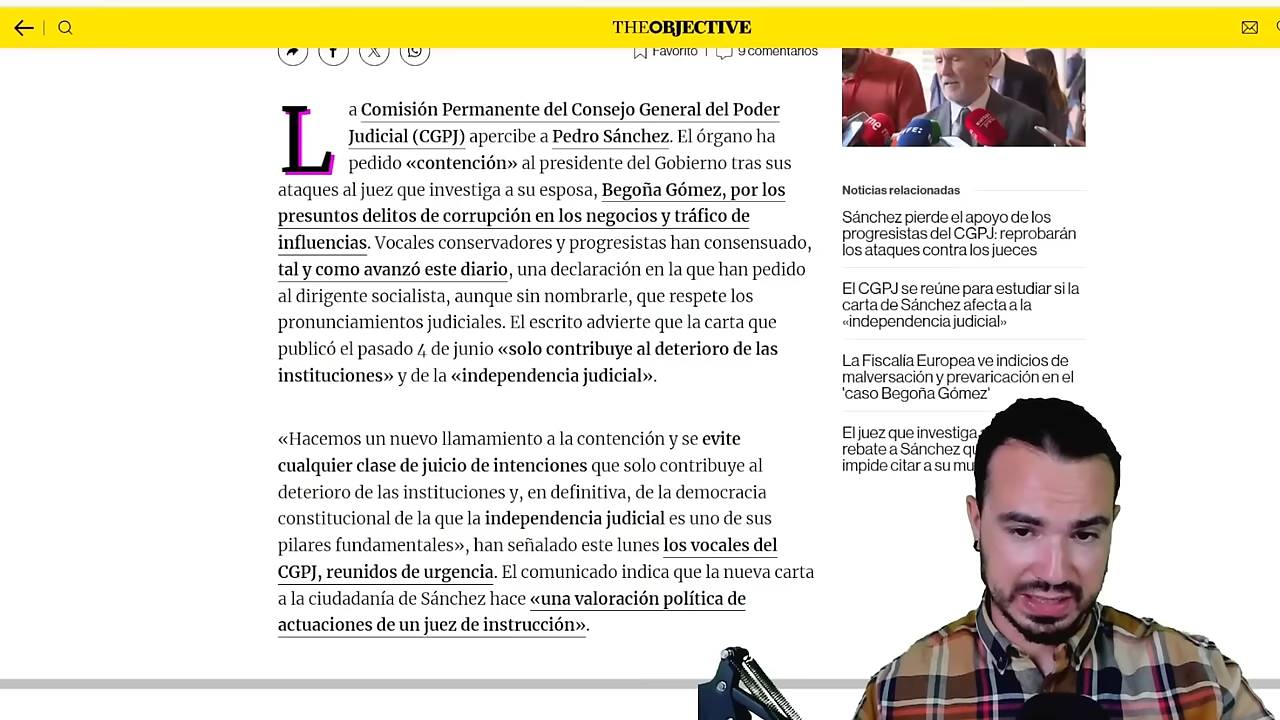 THE OBJECTIVE
Favorito | 9 comentarios
La Comisión Permanente del Consejo General del Poder
Judicial (CGPJ) apercibe a Pedro Sánchez. El órgano ha
pedido «contención» al presidente del Gobierno tras sus
ataques al juez que investiga a su esposa, Begoña Gómez, por los
presuntos delitos de corrupción en los negocios y tráfico de
influencias. Vocales conservadores y progresistas han consensuado,
tal y como avanzó este diario, una declaración en la que han pedido
al dirigente socialista, aunque sin nombrarle, que respete los
pronunciamientos judiciales. El escrito advierte que la carta que
publicó el pasado 4 de junio «solo contribuye al deterioro de las
instituciones» y de la «independencia judicial».
«Hacemos un nuevo llamamiento a la contención y se evite
cualquier clase de juicio de intenciones que solo contribuye al
deterioro de las instituciones y, en definitiva, de la democracia
constitucional de la que la independencia judicial es uno de sus
pilares fundamentales», han señalado este lunes los vocales del
CGPJ, reunidos de urgencia. El comunicado indica que la nueva carta
a la ciudadanía de Sánchez hace «una valoración política de
actuaciones de un juez de instrucción».
Noticias relacionadas
Sánchez pierde el apoyo de los
progresistas del CGPJ: reprobarán
los ataques contra los jueces
El CGPJ se reúne para estudiar si la
carta de Sánchez afecta a la
«independencia judicial»
La Fiscalía Europea ve indicios de
malversación y prevaricación en el
'caso Begoña Gómez'
El juez que investiga
rebate a Sánchez
impide citar a su